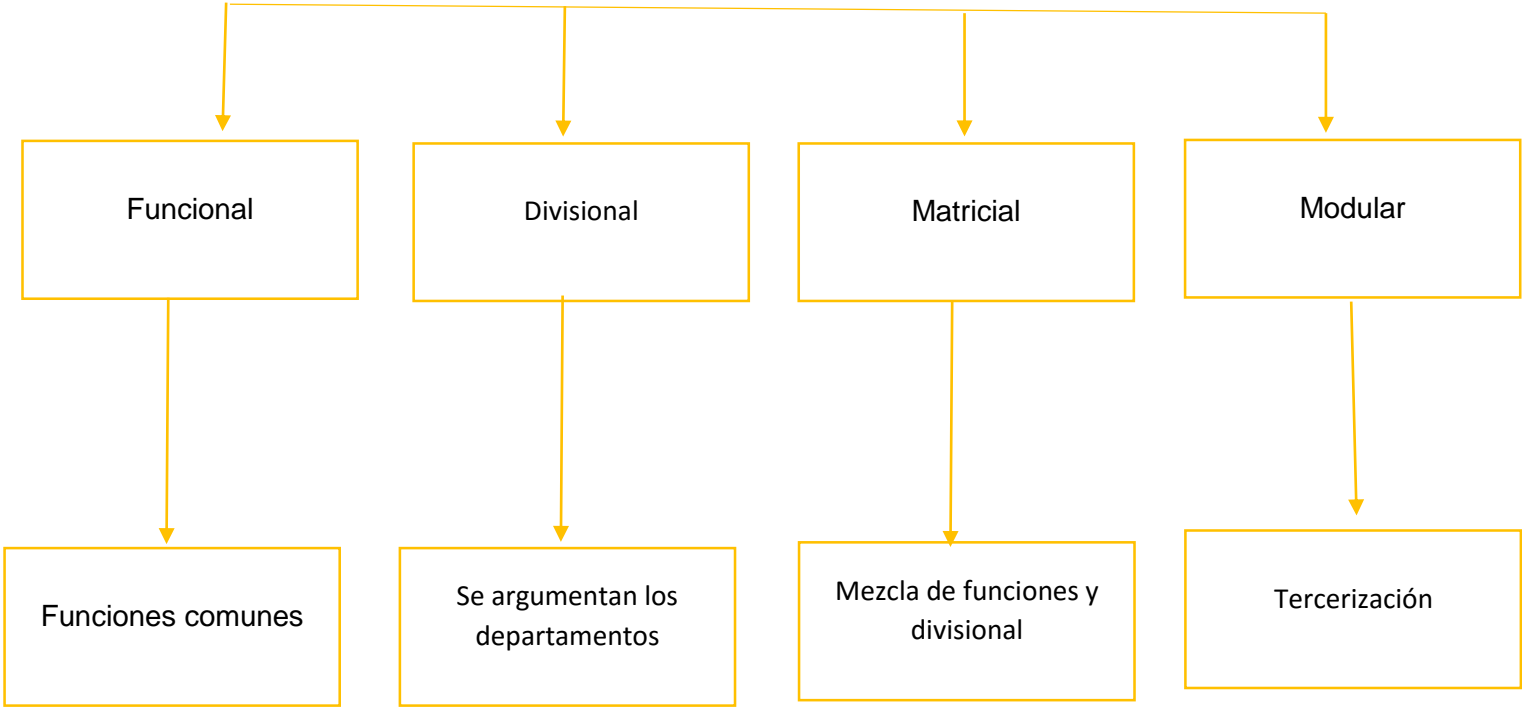 Funcional
Divisional
Matricial
Modular
Funciones comunes
Se argumentan los
departamentos
Mezcla de funciones y
divisional
Tercerización